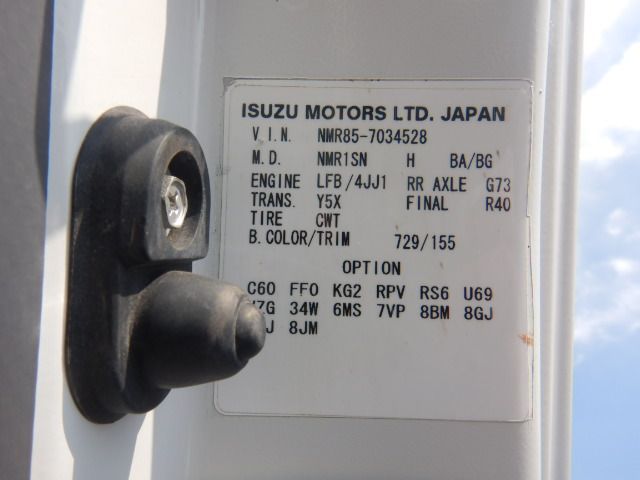 ISUZU MOTORS LTD. JAPAN
V.I.N. NMR85-7034528
M.D. NMR1SN H BA/BG
ENGINE LFB/4JJ1 RR AXLE G73
TRANS. Y5X FINAL R40
TIRE CWT
B.COLOR/TRIM 729/155
OPTION
C60 FF0 KG2 RPV RS6 U69
34W 6MS 7VP 8BM 8GJ
8JM